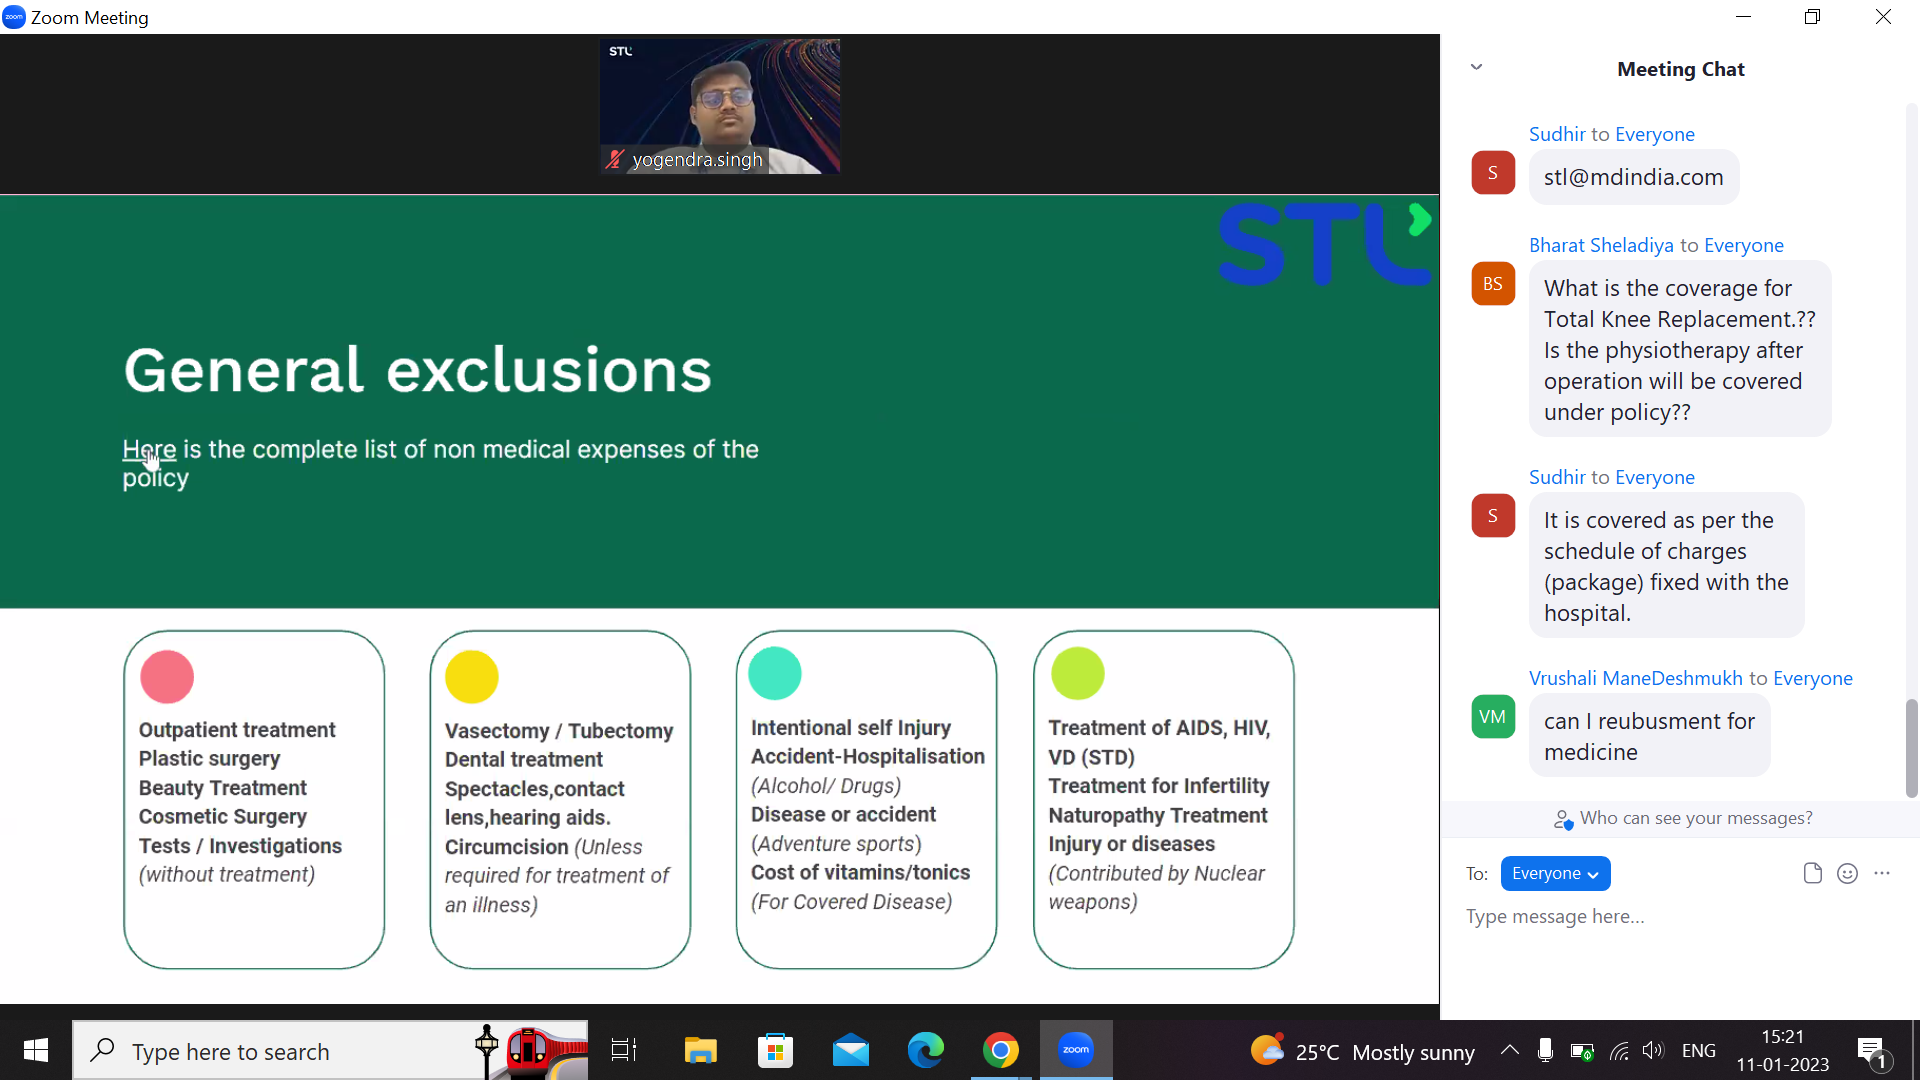 zoom Zoom Meeting
STL
yogendra.singh
STL
General exclusions
Here is the complete list of non medical expenses of the
policy
Outpatient treatment
Plastic surgery
Beauty Treatment
Cosmetic Surgery
Tests / Investigations
(without treatment)
Vasectomy / Tubectomy
Dental treatment
Spectacles,contact
lens,hearing aids.
Circumcision (Unless
required for treatment of
an illness)
Intentional self Injury
Accident-Hospitalisation
(Alcohol/ Drugs)
Disease or accident
(Adventure sports)
Cost of vitamins/tonics
(For Covered Disease)
Treatment of AIDS, HIV,
VD (STD)
Treatment for Infertility
Naturopathy Treatment
Injury or diseases
(Contributed by Nuclear
weapons)
Meeting Chat
Sudhir to Everyone
S
stl@mdindia.com
Bharat Sheladiya to Everyone
BS
What is the coverage for
Total Knee Replacement.??
Is the physiotherapy after
operation will be covered
under policy??
Sudhir to Everyone
S
It is covered as per the
schedule of charges
(package) fixed with the
hospital.
Vrushali ManeDeshmukh to Everyone
VM
can I reubusment for
medicine
Who can see your messages?
To: Everyone
Type message here...
Type here to search
zoom
25°C Mostly sunny
ENG
15:21
11-01-2023
1